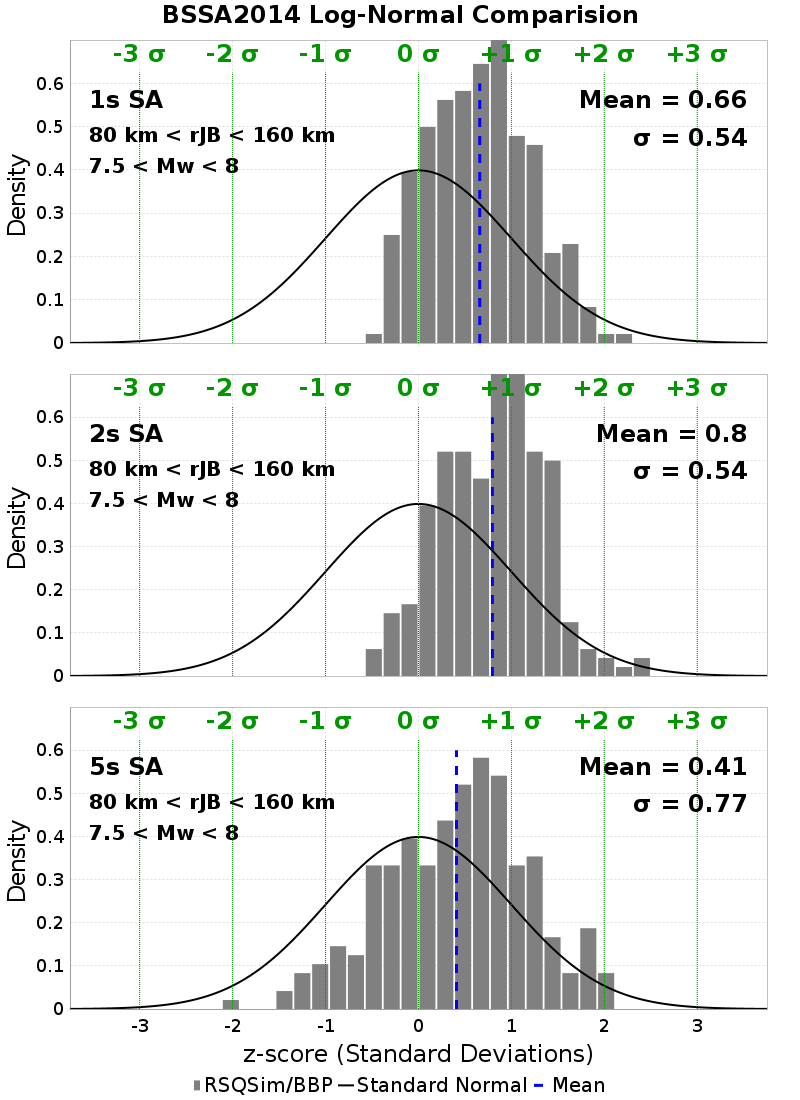 BSSA2014 Log-Normal Comparision
-3 σ -2 σ -1 σ 0 σ +1 σ +2 σ +3 σ
1s SA
80 km < rJB < 160 km
7.5 < Mw < 8
Mean = 0.66
σ = 0.54
Density
0.6
0.5
0.4
0.3
0.2
0.1
0
-3 σ -2 σ -1 σ 0 σ +1 σ +2 σ +3 σ
2s SA
80 km < rJB < 160 km
7.5 < Mw < 8
Mean = 0.8
σ = 0.54
Density
0.6
0.5
0.4
0.3
0.2
0.1
0
-3 σ -2 σ -1 σ 0 σ +1 σ +2 σ +3 σ
5s SA
80 km < rJB < 160 km
7.5 < Mw < 8
Mean = 0.41
σ = 0.77
Density
0.6
0.5
0.4
0.3
0.2
0.1
0
-3 -2 -1 0 1 2 3
z-score (Standard Deviations)
RSQSim/BBP Standard Normal Mean